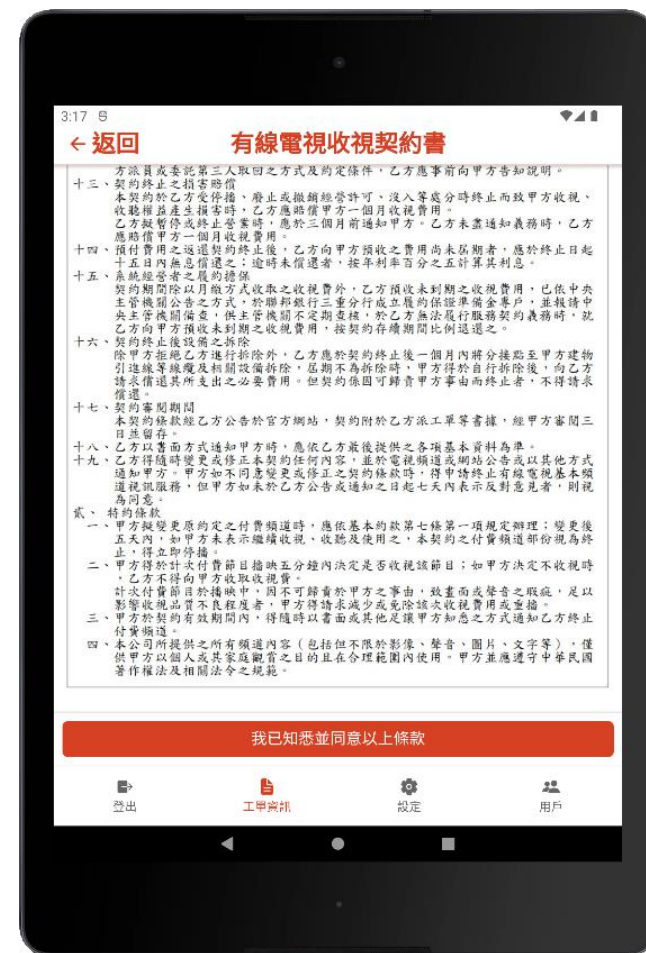 3:17
← 返回
有線電視收視契約書
方派員或委託第三人取回之方式及約定條件，乙方應事前向甲方告知說明。
十三、契約終止之損害賠償
本契約於乙方受停播、廢止或撤銷經營許可、沒入等處分時終止而致甲方收視、
收聽權益產生損害時，乙方應賠償甲方一個月收視費用。
乙方擬暫停或終止營業時，應於三個月前通知甲方。乙方未盡通知義務時，乙方
應賠償甲方一個月收視費用。
十四、預付費用之返還契約終止後，乙方向甲方預收之費用尚未屆期者，應於終止日起
十五日內無息償還之；逾時未償還者，按年利率百分之五計算其利息。
十五、系統經營者之履約擔保
契約期間除以月繳方式收取之收視費外，乙方預收未到期之收視費用，已依中央
主管機關公告之方式，於聯邦銀行三重分行成立履約保證準備金專戶，並報請中
央主管機關備查，供主管機關不定期查核，於乙方無法履行服務契約義務時，就
乙方向甲方預收未到期之收視費用，按契約存續期間比例退還之。
十六、契約終止後設備之拆除
除甲方拒絕乙方進行拆除外，乙方應於契約終止後一個月內將分接點至甲方建物
引進線等線纜及相關設備拆除，屆期不為拆除時，甲方得於自行拆除後，向乙方
請求償還其所支出之必要費用。但契約係因可歸責甲方事由而終止者，不得請求
償還。
十七、契約審閱期間
本契約條款經乙方公告於官方網站，契約附於乙方派工單等書據，經甲方審閱三
日並留存。
十八、乙方以書面方式通知甲方時，應依乙方最後提供之各項基本資料為準。
十九、乙方得隨時變更或修正本契約任何內容，並於電視頻道或網站公告或以其他方式
通知甲方。甲方如不同意變更或修正之契約條款時，得申請終止有線電視基本頻
道視訊服務，但甲方如未於乙方公告或通知之日起七天內表示反對意見者，則視
為同意。
貳、特約條款
一、甲方擬變更原約定之付費頻道時，應依基本約款第七條第一項規定辦理；變更後
五天內，如甲方未表示繼續收視、收聽及使用之，本契約之付費頻道部份視為終
止，得立即停播。
二、甲方得於計次付費節目播映五分鐘內決定是否收視該節目；如甲方決定不收視時
，乙方不得向甲方收取收視費。
計次付費節目於播映中，因不可歸責於甲方之事由，致畫面或聲音之瑕疵，足以
影響收視品質不良程度者，甲方得請求減少或免除該次收視費用或重播。
三、甲方於契約有效期間內，得隨時以書面或其他足讓甲方知悉之方式通知乙方終止
付費頻道。
四、本公司所提供之所有頻道內容（包括但不限於影像、聲音、圖片、文字等），僅
供甲方以個人或其家庭觀賞之目的且在合理範圍內使用。甲方並應遵守中華民國
著作權法及相關法令之規範。
我已知悉並同意以上條款
登出
工單資訊
設定
用戶